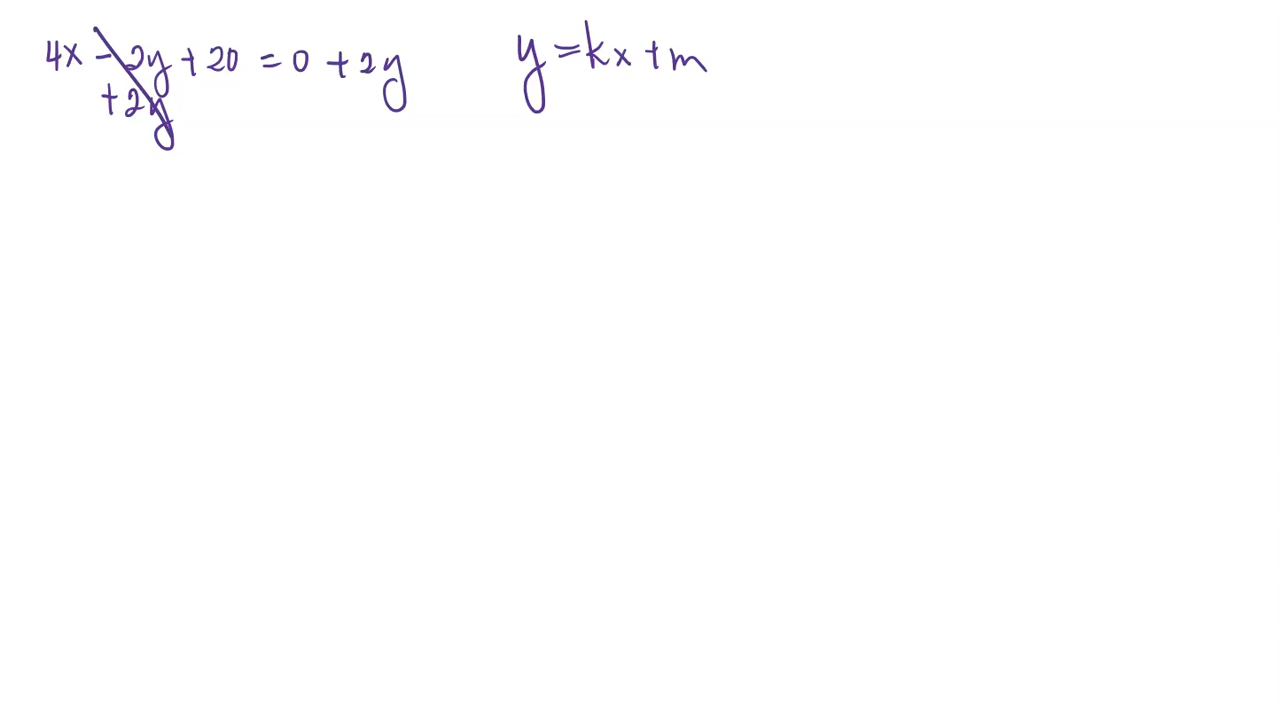 4x - 2y + 20 = 0 + 2y
+ 2y
y = kx + m